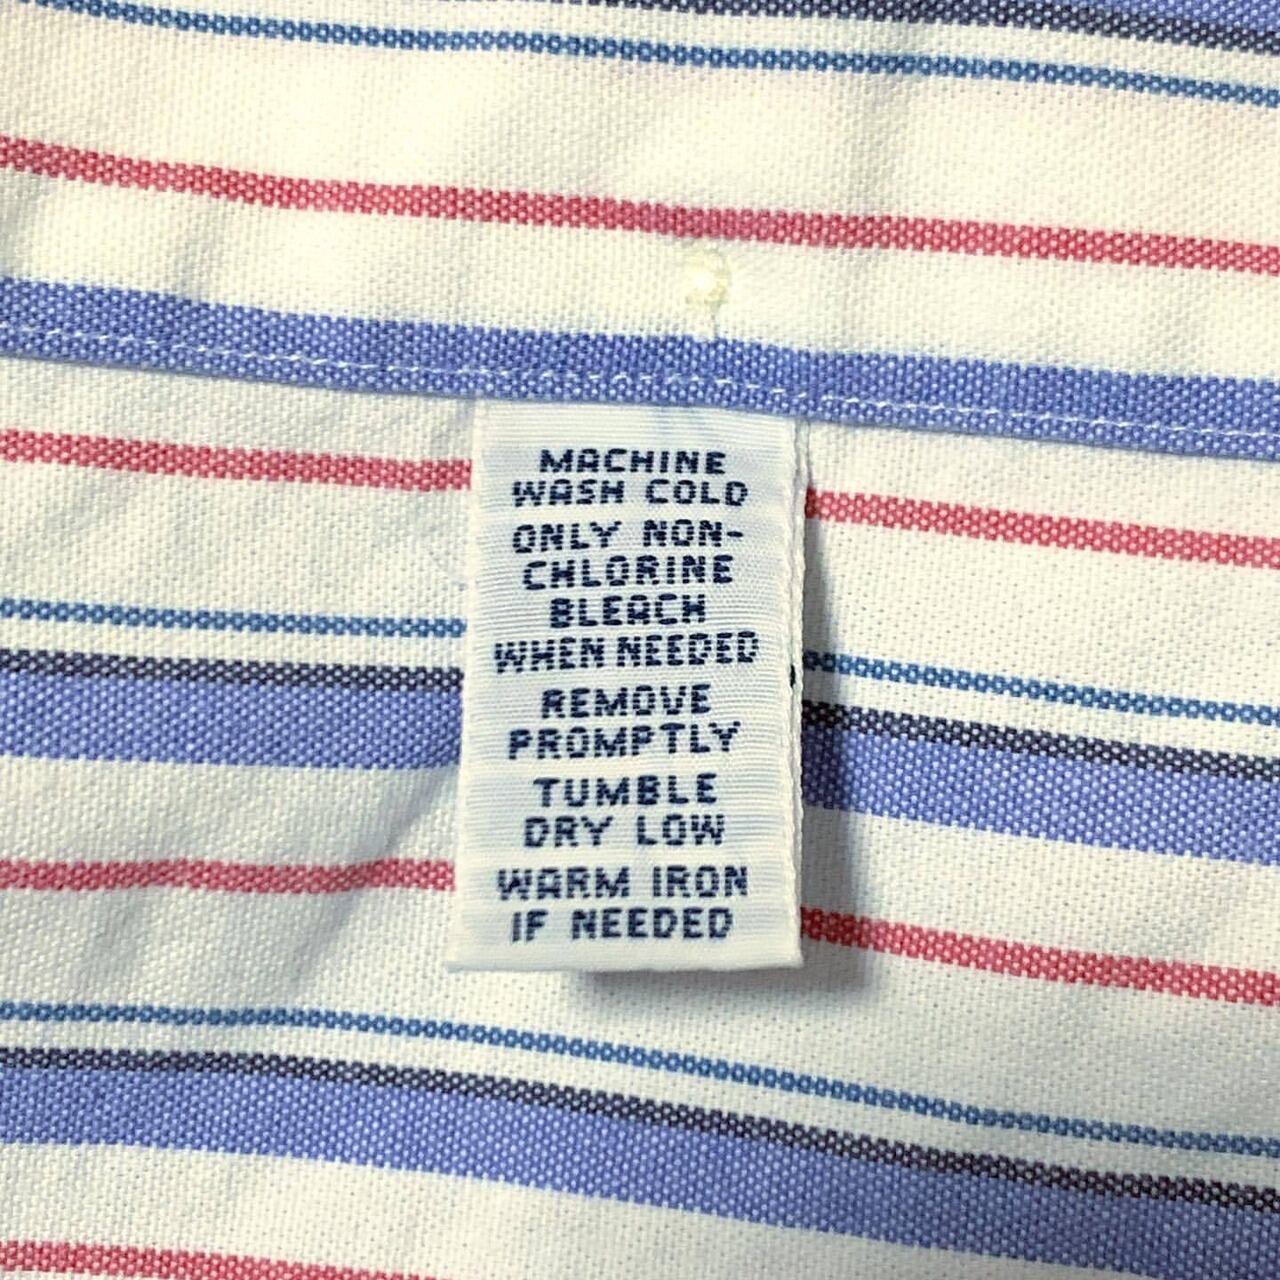 MACHINE
WASH COLD
ONLY NON-
CHLORINE
BLEACH
WHEN NEEDED
REMOVE
PROMPTLY
TUMBLE
DRY LOW
WARM IRON
IF NEEDED